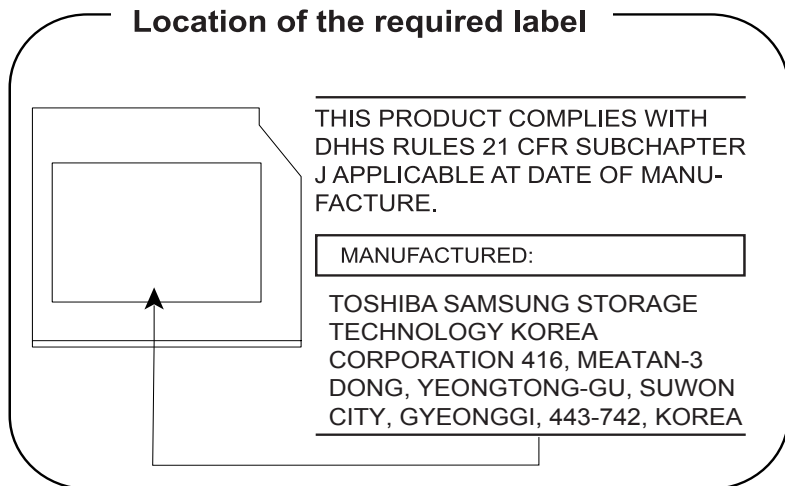 Location of the required label
THIS PRODUCT COMPLIES WITH
DHHS RULES 21 CFR SUBCHAPTER
J APPLICABLE AT DATE OF MANU-
FACTURE.
MANUFACTURED:
TOSHIBA SAMSUNG STORAGE
TECHNOLOGY KOREA
CORPORATION 416, MEATAN-3
DONG, YEONGTONG-GU, SUWON
CITY, GYEONGGI, 443-742, KOREA